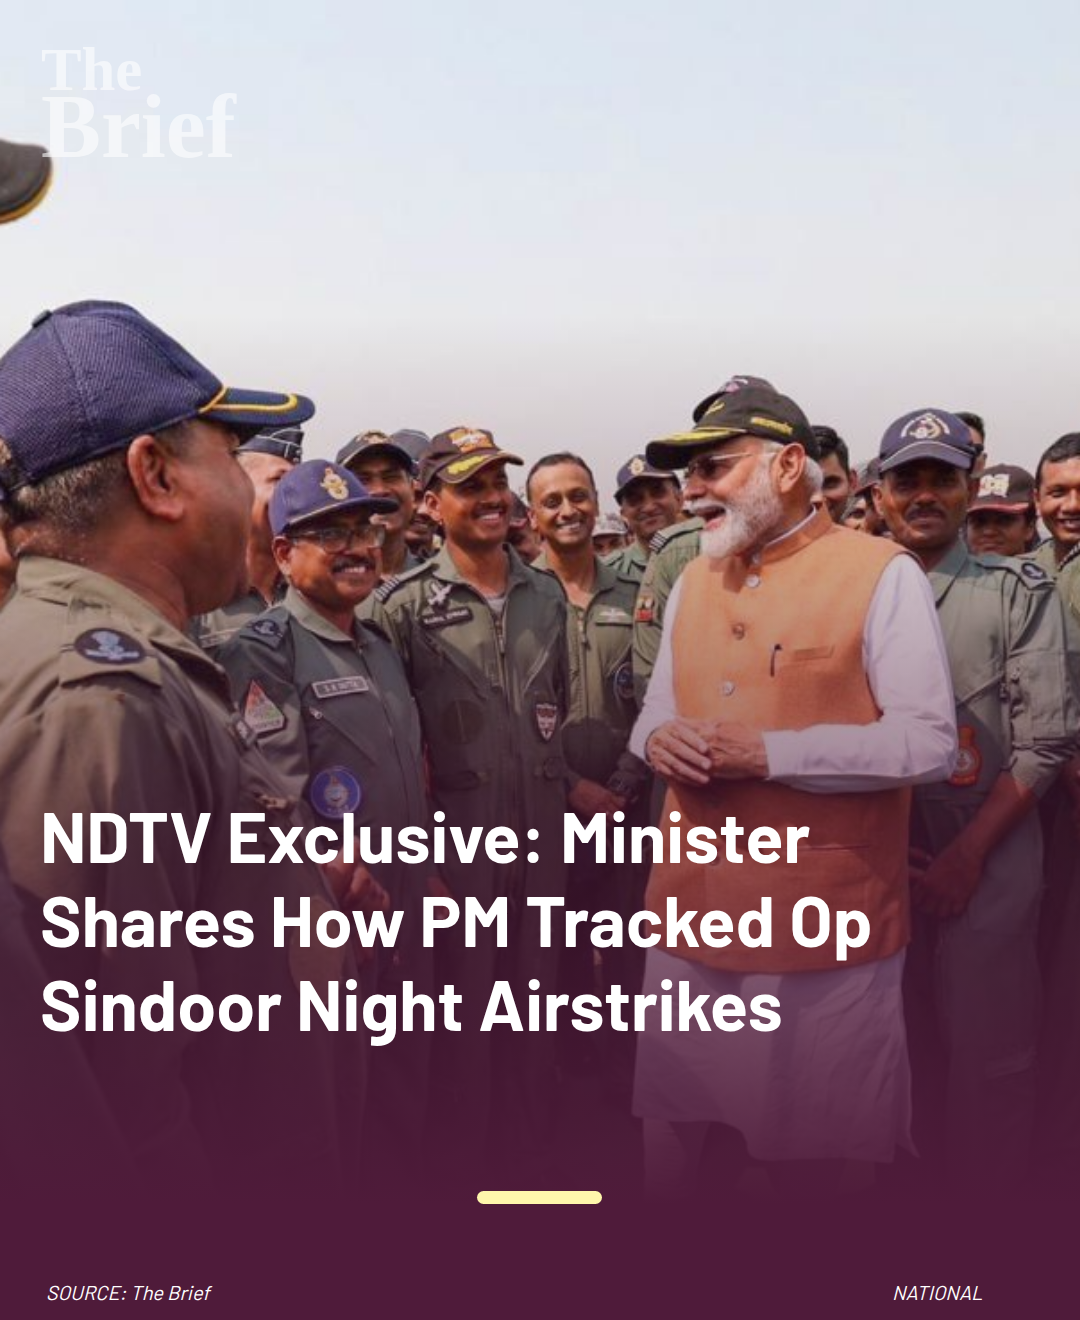 The
Brief
NDTV Exclusive: Minister
Shares How PM Tracked Op
Sindoor Night Airstrikes
SOURCE: The Brief
NATIONAL